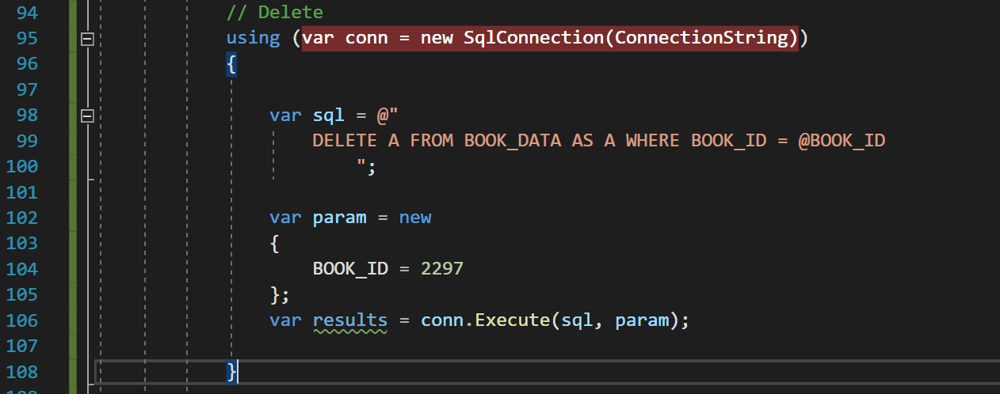 94 // Delete
95 using (var conn = new SqlConnection(ConnectionString))
96 {
97
98 var sql = @"
99 DELETE A FROM BOOK_DATA AS A WHERE BOOK_ID = @BOOK_ID
100 ";
101
102 var param = new
103 {
104 BOOK_ID = 2297
105 };
106 var results = conn.Execute(sql, param);
107
108 }